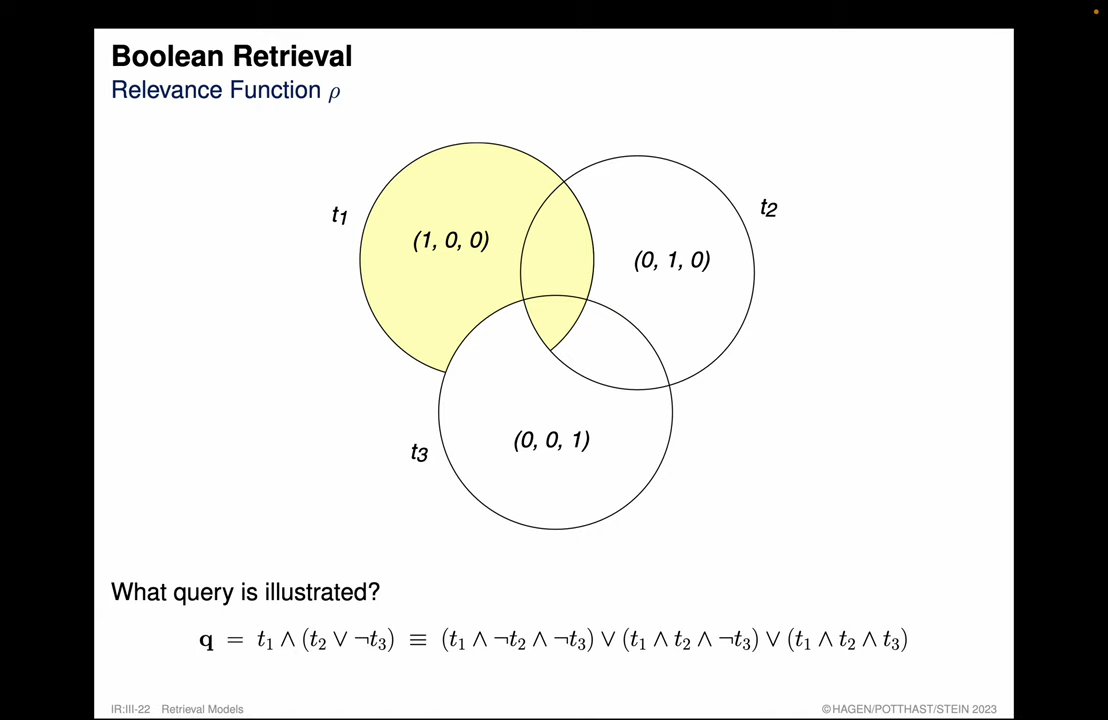 Boolean Retrieval
Relevance Function ρ
t1
t2
(1, 0, 0)
(0, 1, 0)
(0, 0, 1)
t3
What query is illustrated?
q = t₁ ∧ (t₂ ∨ ¬t₃) ≡ (t₁ ∧ ¬t₂ ∧ ¬t₃) ∨ (t₁ ∧ t₂ ∧ ¬t₃) ∨ (t₁ ∧ t₂ ∧ t₃)
IR:III-22 Retrieval Models ©HAGEN/POTTHAST/STEIN 2023